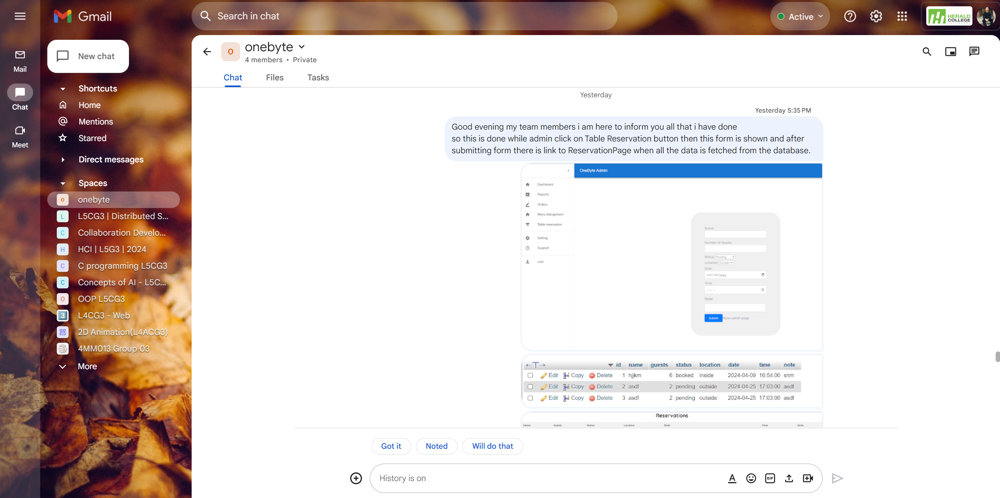 Gmail
Search in chat
Active
HERALD
COLLEGE
KATHMANDU
Mail
Chat
Meet
New chat
Shortcuts
Home
Mentions
Starred
Direct messages
Spaces
o onebyte
L L5CG3 | Distributed S...
C Collaboration Develo...
H HCI | L5G3 | 2024
C C programming L5CG3
C Concepts of AI - L5C...
O OOP L5CG3
3 L4CG3 - Web
2D Animation(L4ACG3)
4MM013 Group 03
More
o onebyte
4 members • Private
Chat Files Tasks
Yesterday
Yesterday 5:35 PM
Good evening my team members i am here to inform you all that i have done
so this is done while admin click on Table Reservation button then this form is shown and after
submitting form there is link to ReservationPage when all the data is fetched from the database.
OneByte Admin
Dashboard
Reports
Orders
Menu Mangement
Table reservation
Setting
Support
user
Name:
Number of Guests:
Status: Pending
Location: Outside
Date:
mm/dd/yyyy
Time:
--:-- --
Note:
Submit Reservation page
id name guests status location date time note
Edit Copy Delete 1 hjjkm 6 booked inside 2024-04-09 16:54:00 snm
Edit Copy Delete 2 asdf 2 pending outside 2024-04-25 17:03:00 asdf
Edit Copy Delete 3 asdf 2 pending outside 2024-04-25 17:03:00 asdf
Reservations
Name Guests Status Location Date Time Note
Got it Noted Will do that
History is on
GIF